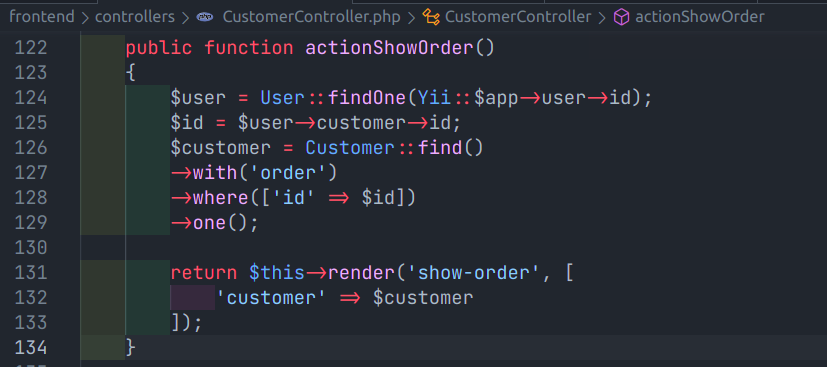 frontend > controllers > CustomerController.php > CustomerController > actionShowOrder
122 public function actionShowOrder()
123 {
124 $user = User::findOne(Yii::$app->user->id);
125 $id = $user->customer->id;
126 $customer = Customer::find()
127 ->with('order')
128 ->where(['id' => $id])
129 ->one();
130
131 return $this->render('show-order', [
132 'customer' => $customer
133 ]);
134 }